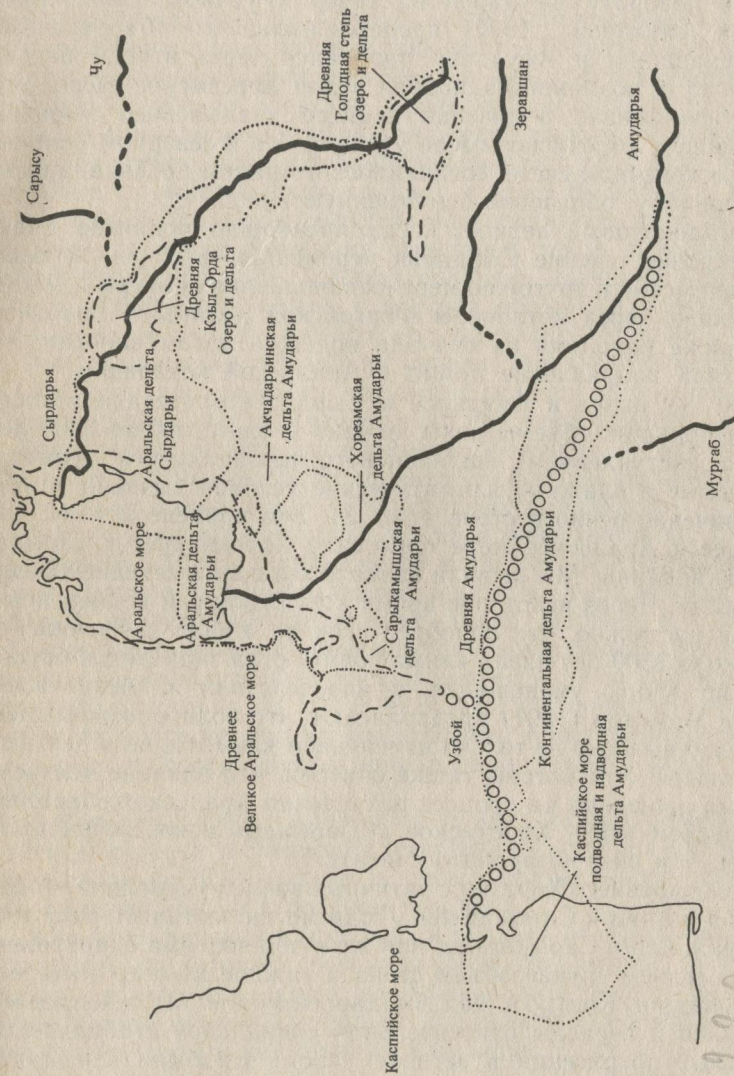 Сарысу
Чу
Сырдарья
Древняя
Голодная степь
озеро и дельта
Древняя
Кзыл-Орда
Озеро и дельта
Аральская дельта
Сырдарьи
Зеравшан
Амударья
Аральское море
Аральская дельта
Амударьи
Акчадарьинская
дельта Амударьи
Хорезмская
дельта Амударьи
Сарыкамышская
дельта Амударьи
Древнее
Великое Аральское море
Узбой
Древняя Амударья
Континентальная дельта Амударьи
Мургаб
Каспийское море
Каспийское море
подводная и надводная
дельта Амударьи